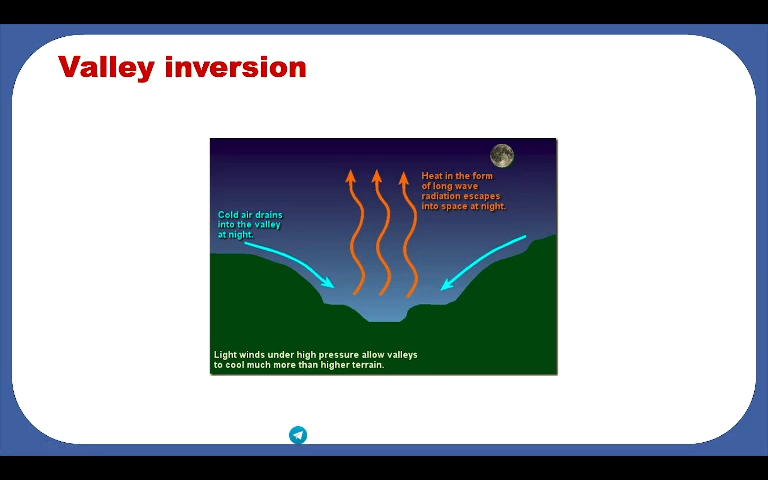 Valley inversion
Heat in the form
of long wave
radiation escapes
into space at night.
Cold air drains
into the valley
at night.
Light winds under high pressure allow valleys
to cool much more than higher terrain.